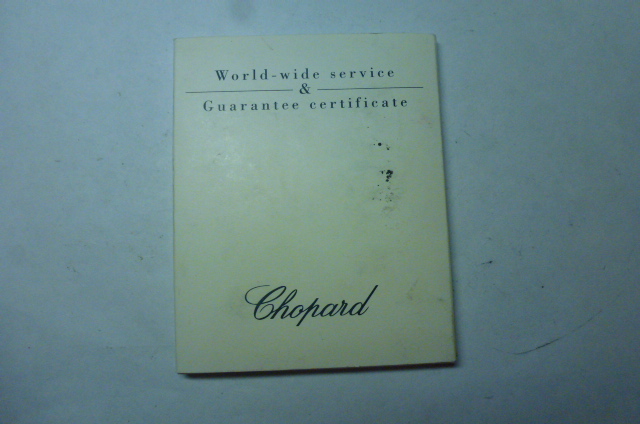 World-wide service
&
Guarantee certificate
Chopard